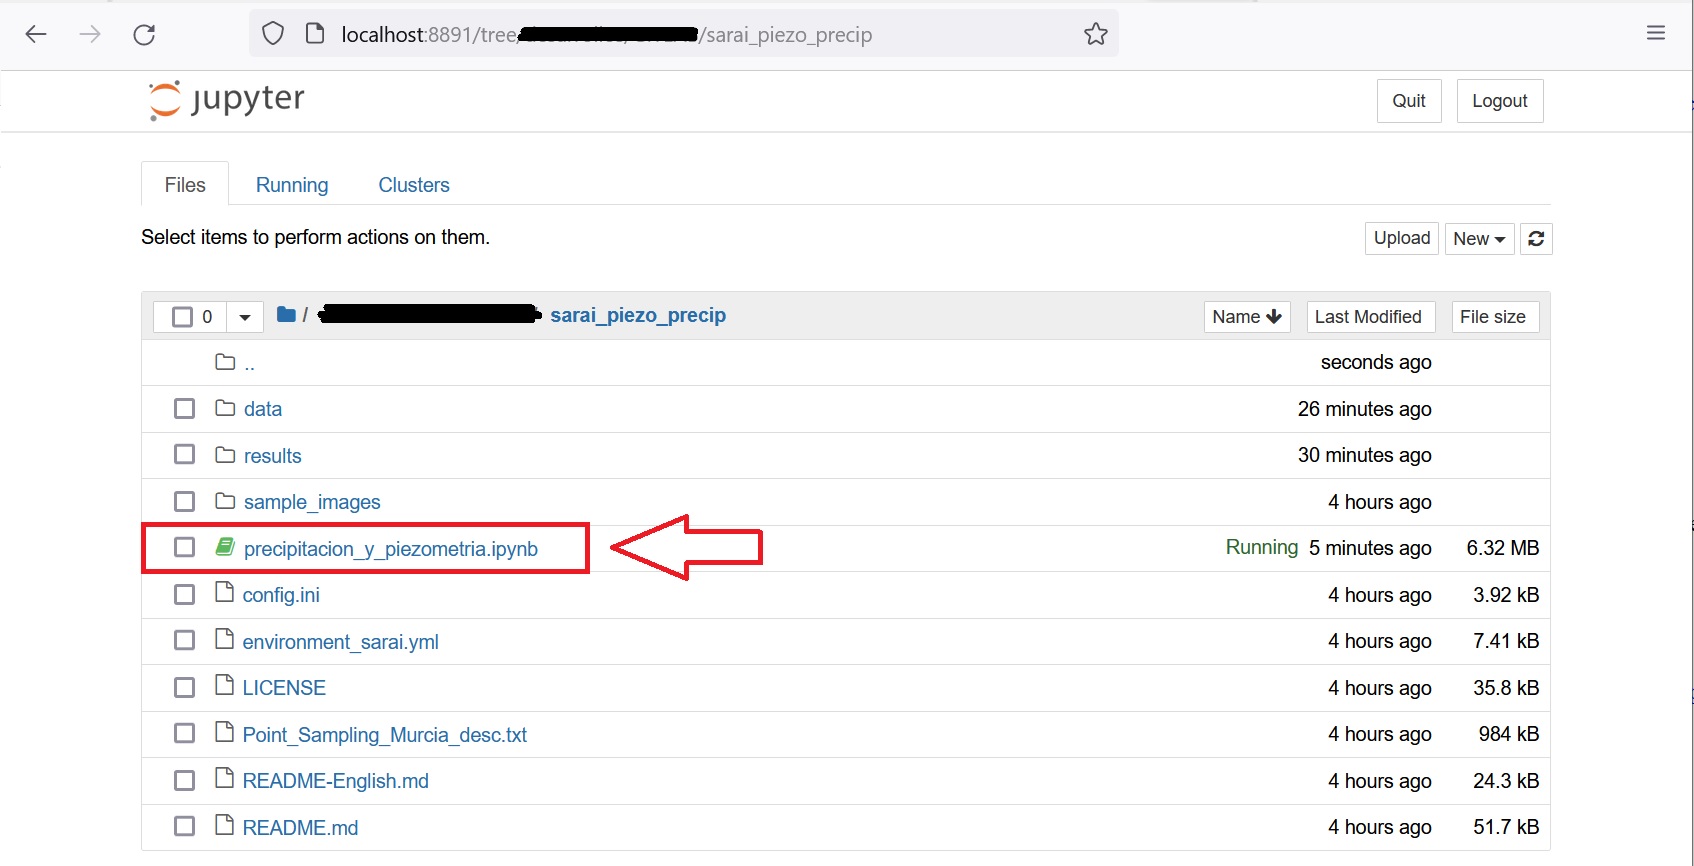 localhost:8891/tree/ /sarai_piezo_precip
jupyter
Quit Logout
Files Running Clusters
Select items to perform actions on them.
Upload New
0 / sarai_piezo_precip Name Last Modified File size
.. seconds ago
data 26 minutes ago
results 30 minutes ago
sample_images 4 hours ago
precipitacion_y_piezometria.ipynb Running 5 minutes ago 6.32 MB
config.ini 4 hours ago 3.92 kB
environment_sarai.yml 4 hours ago 7.41 kB
LICENSE 4 hours ago 35.8 kB
Point_Sampling_Murcia_desc.txt 4 hours ago 984 kB
README-English.md 4 hours ago 24.3 kB
README.md 4 hours ago 51.7 kB